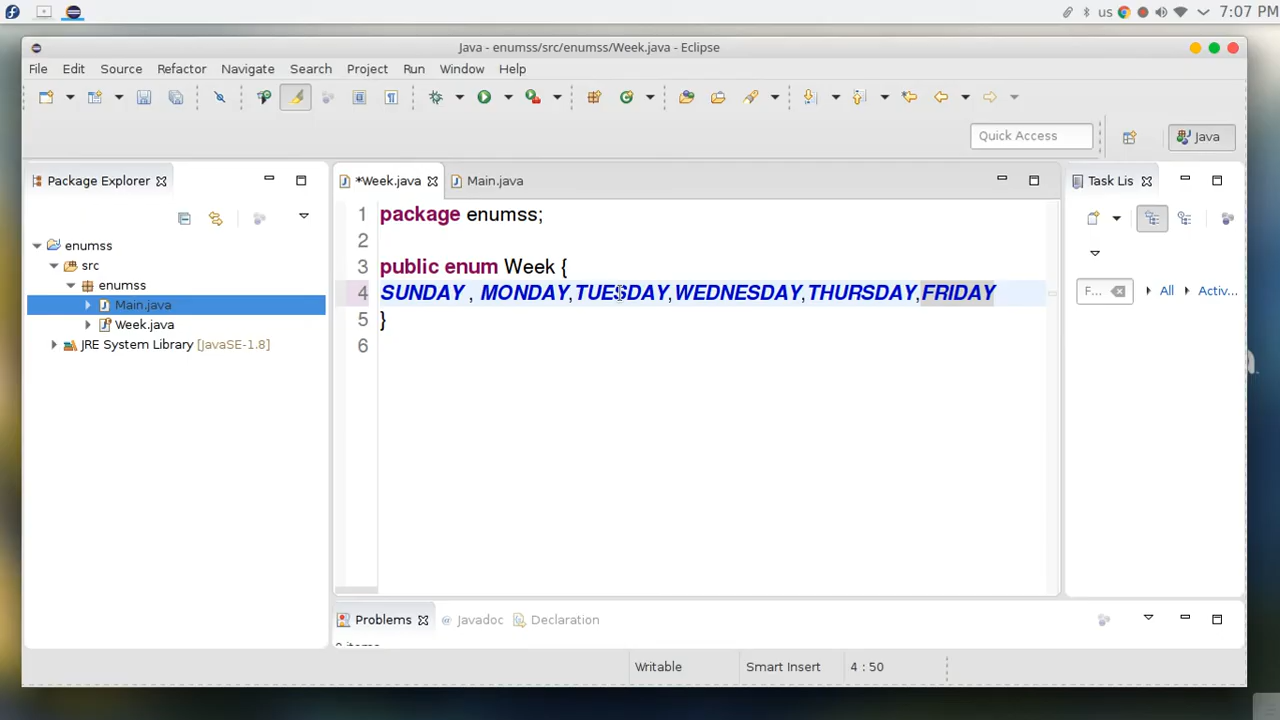 us 7:07 PM
Java - enumss/src/enumss/Week.java - Eclipse
File Edit Source Refactor Navigate Search Project Run Window Help
Quick Access Java
Package Explorer *Week.java Main.java Task Lis
enumss
src
enumss
Main.java
Week.java
JRE System Library [JavaSE-1.8]
1 package enumss;
2
3 public enum Week {
4 SUNDAY , MONDAY,TUESDAY,WEDNESDAY,THURSDAY,FRIDAY
5 }
6
F... All Activ...
Problems @ Javadoc Declaration
0 items
Writable Smart Insert 4 : 50